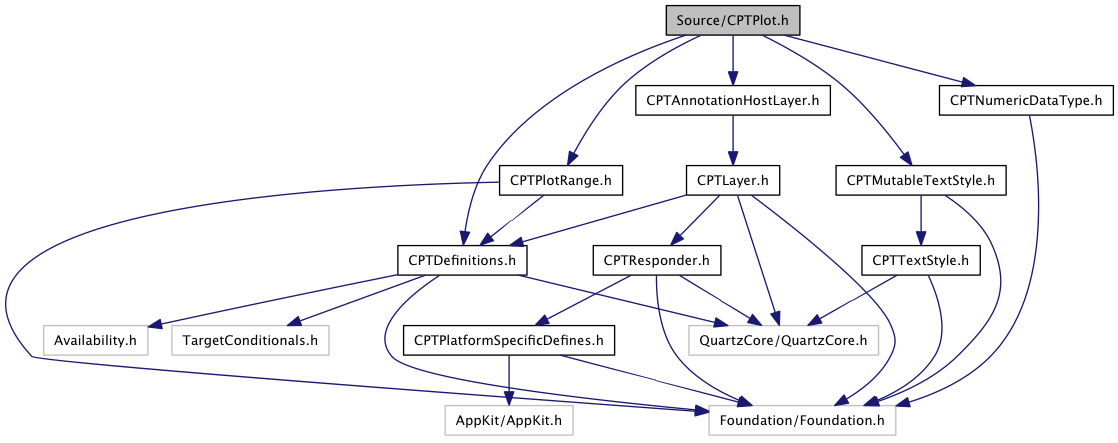 Source/CPTPlot.h
CPTAnnotationHostLayer.h
CPTNumericDataType.h
CPTPlotRange.h
CPTLayer.h
CPTMutableTextStyle.h
CPTDefinitions.h
CPTResponder.h
CPTTextStyle.h
Availability.h
TargetConditionals.h
CPTPlatformSpecificDefines.h
QuartzCore/QuartzCore.h
AppKit/AppKit.h
Foundation/Foundation.h